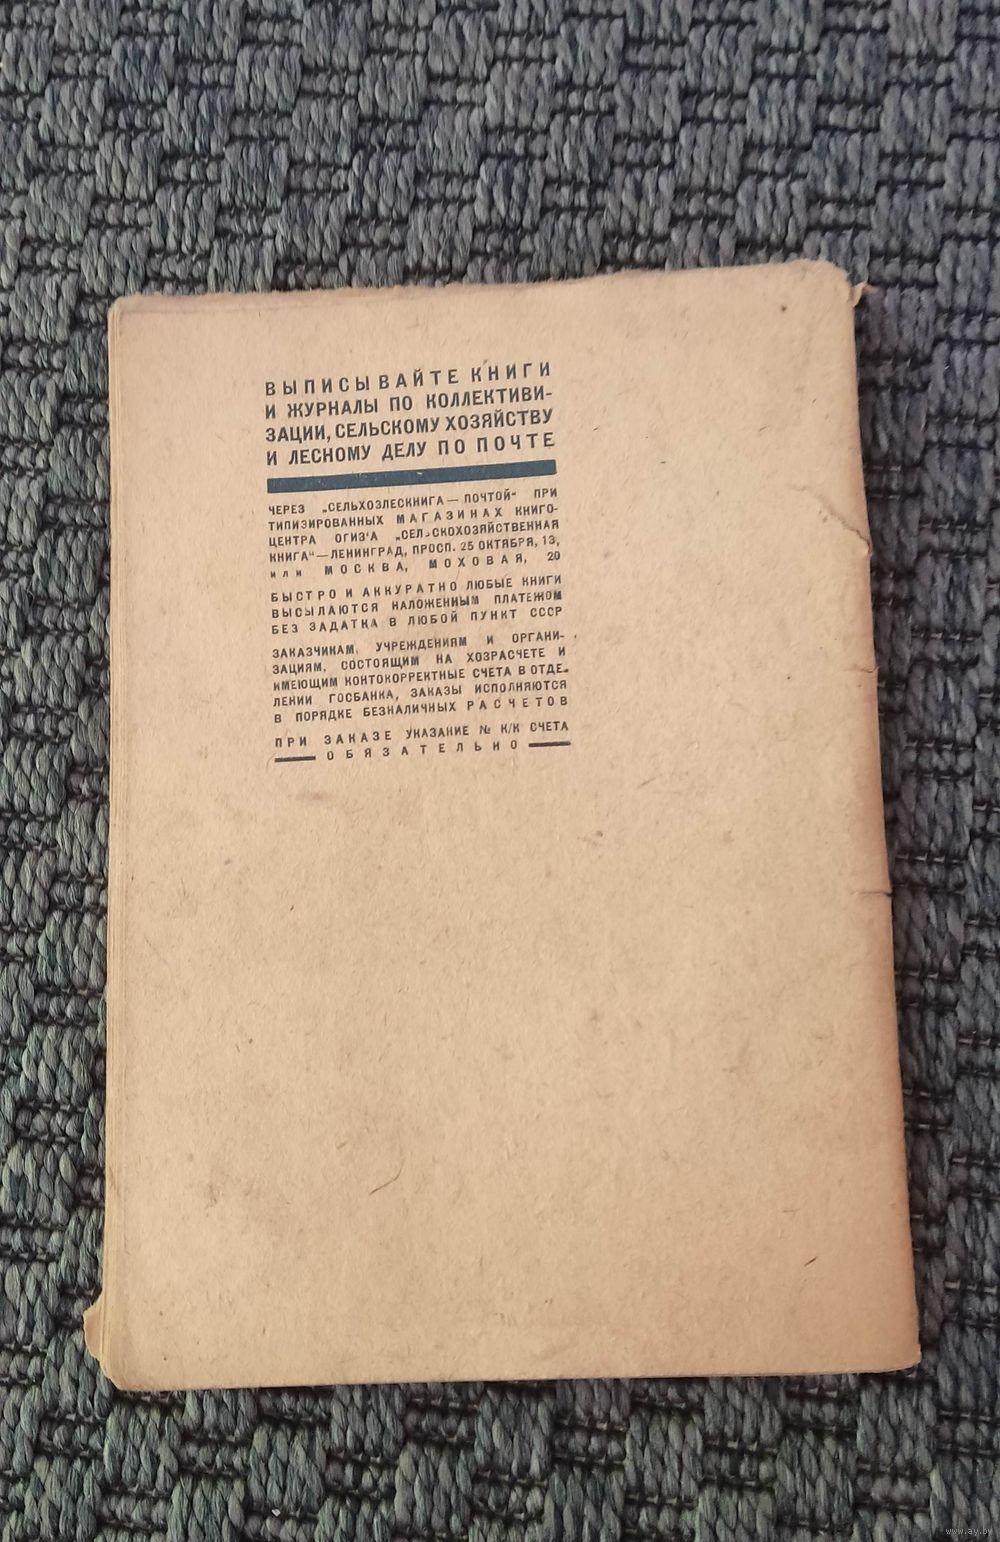 ВЫПИСЫВАЙТЕ КНИГИ
И ЖУРНАЛЫ ПО КОЛЛЕКТИВИ-
ЗАЦИИ, СЕЛЬСКОМУ ХОЗЯЙСТВУ
И ЛЕСНОМУ ДЕЛУ ПО ПОЧТЕ
ЧЕРЕЗ „СЕЛЬХОЗЛЕСКНИГА — ПОЧТОЙ“ ПРИ
ТИПИЗИРОВАННЫХ МАГАЗИНАХ КНИГО-
ЦЕНТРА ОГИЗ'А „СЕЛЬСКОХОЗЯЙСТВЕННАЯ
КНИГА“—ЛЕНИНГРАД, ПРОСП. 25 ОКТЯБРЯ, 13,
или МОСКВА, МОХОВАЯ, 20
БЫСТРО И АККУРАТНО ЛЮБЫЕ КНИГИ
ВЫСЫЛАЮТСЯ НАЛОЖЕННЫМ ПЛАТЕЖОМ
БЕЗ ЗАДАТКА В ЛЮБОЙ ПУНКТ СССР
ЗАКАЗЧИКАМ, УЧРЕЖДЕНИЯМ И ОРГАНИ-
ЗАЦИЯМ, СОСТОЯЩИМ НА ХОЗРАСЧЕТЕ И
ИМЕЮЩИМ КОНТОКОРРЕКТНЫЕ СЧЕТА В ОТДЕ-
ЛЕНИИ ГОСБАНКА, ЗАКАЗЫ ИСПОЛНЯЮТСЯ
В ПОРЯДКЕ БЕЗНАЛИЧНЫХ РАСЧЕТОВ
ПРИ ЗАКАЗЕ УКАЗАНИЕ № К/К СЧЕТА
ОБЯЗАТЕЛЬНО
www.ay.by